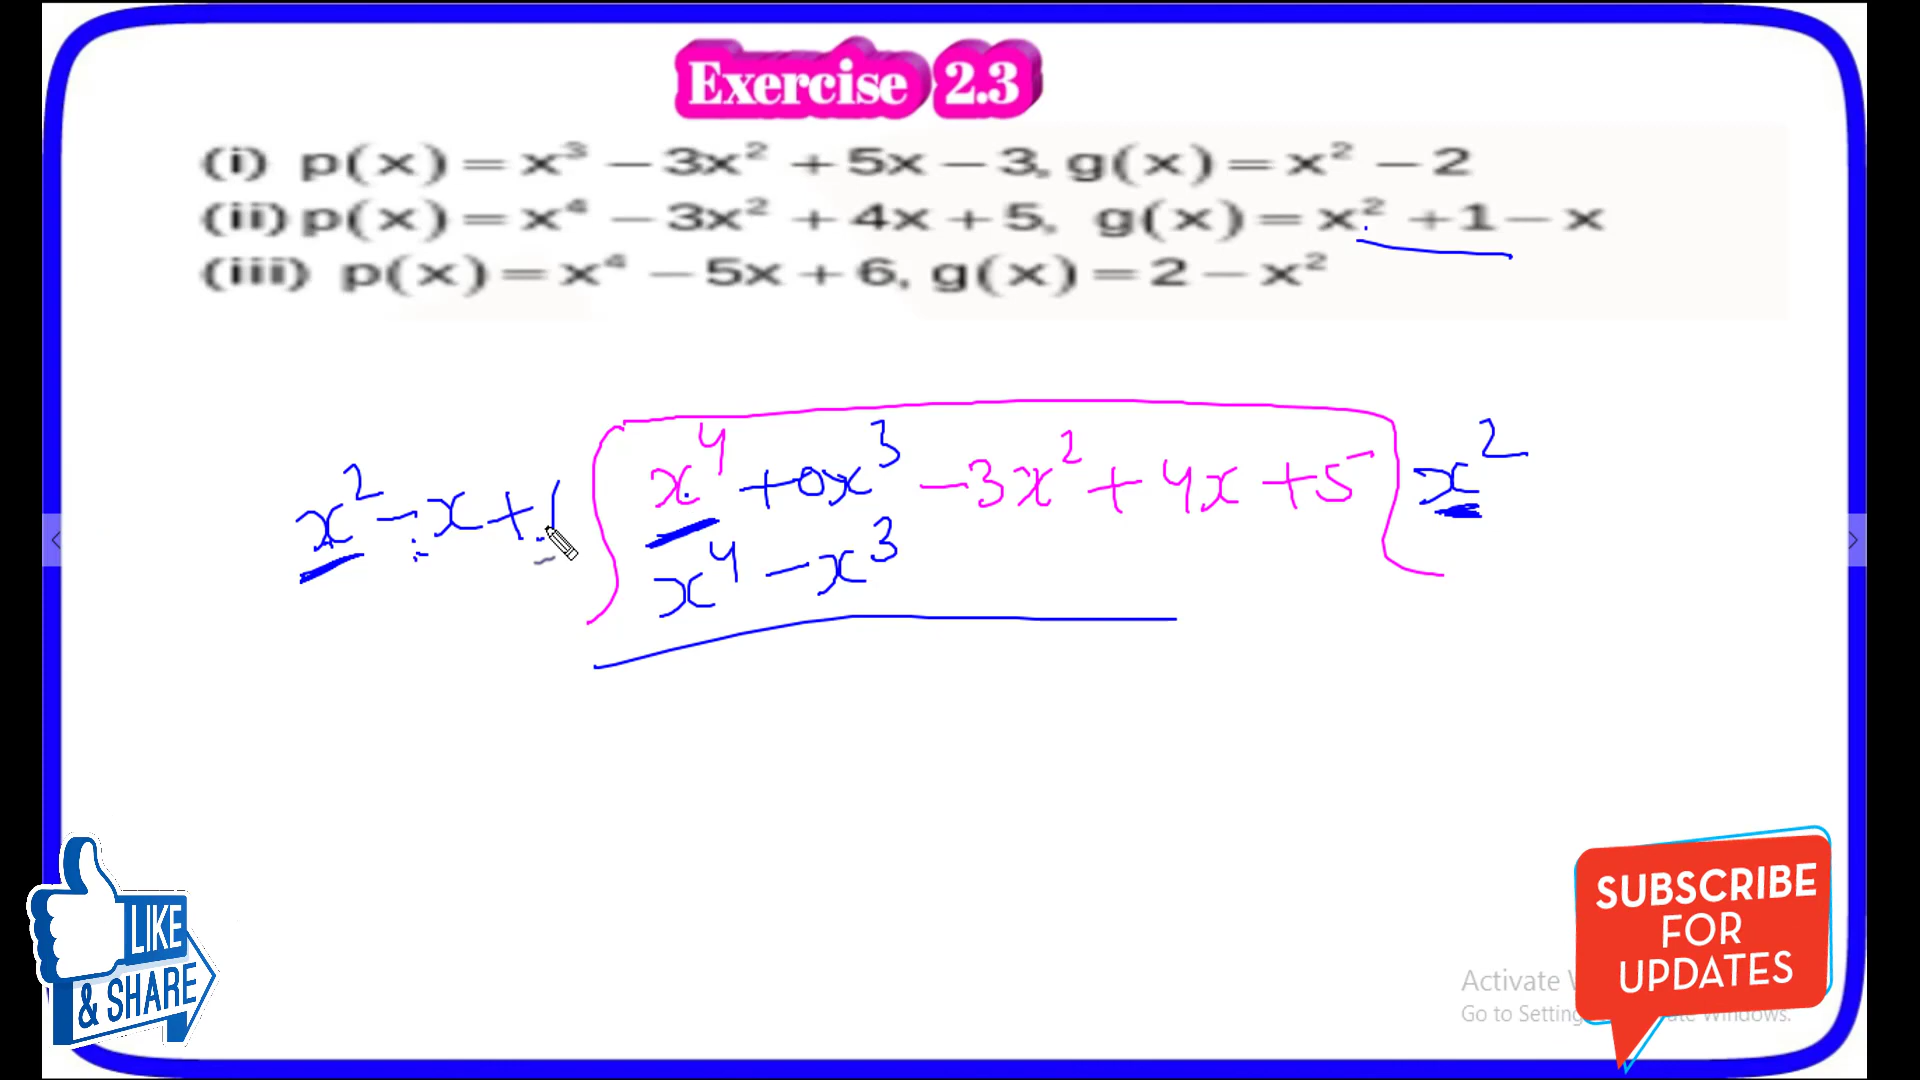 Exercise 2.3
(i) p(x) = x³ − 3x² + 5x − 3, g(x) = x² − 2
(ii) p(x) = x⁴ − 3x² + 4x + 5, g(x) = x² + 1 − x
(iii) p(x) = x⁴ − 5x + 6, g(x) = 2 − x²
x² − x + 1 ( x⁴ + 0x³ − 3x² + 4x + 5 ( x²
x⁴ − x³
LIKE
& SHARE
SUBSCRIBE
FOR
UPDATES
Activate
Go to Setting Windows.